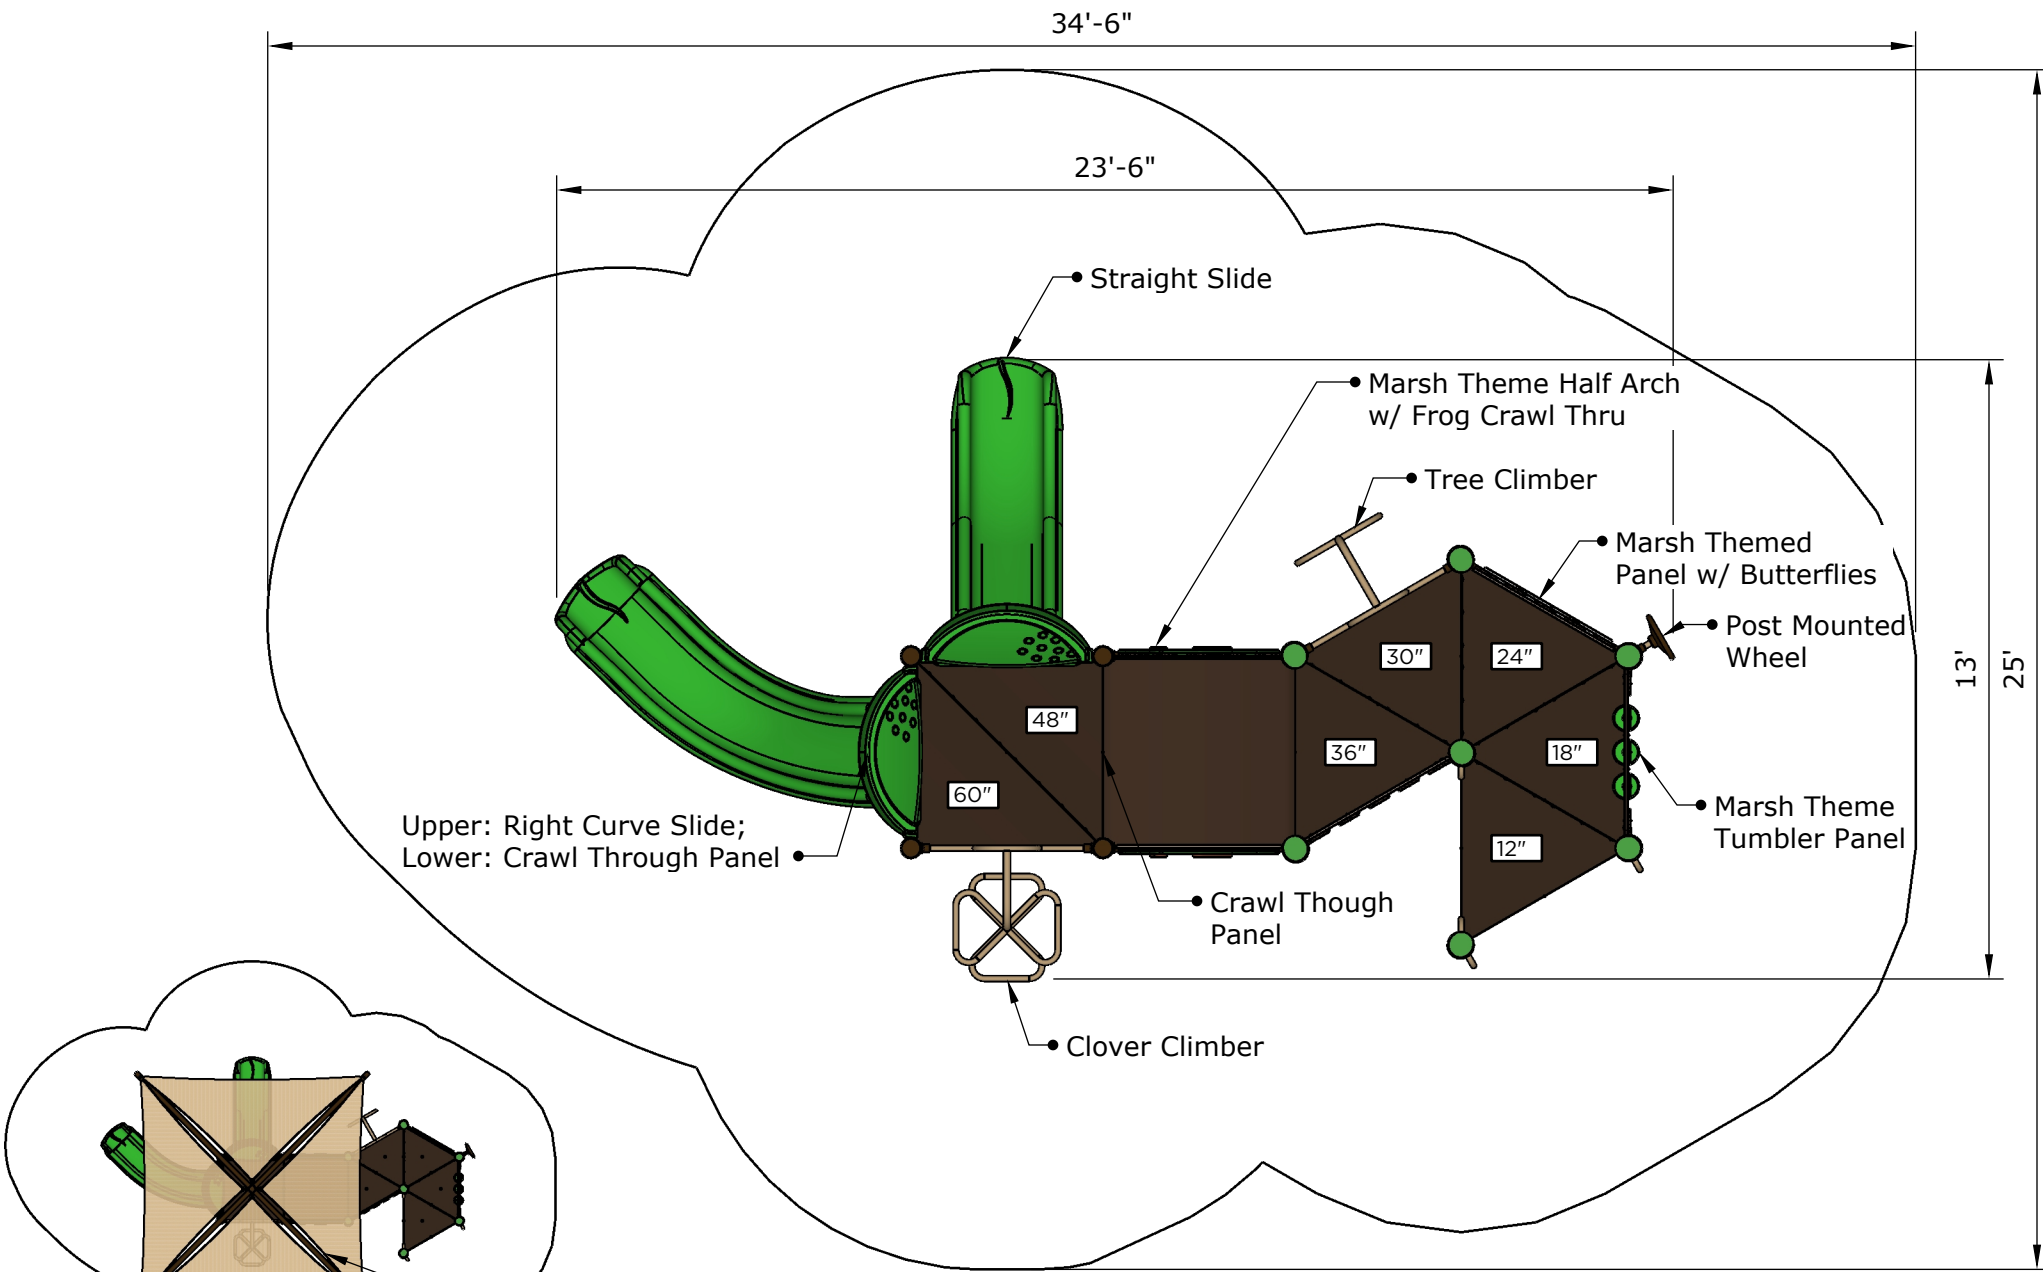 34'-6"
23'-6"
Straight Slide
Marsh Theme Half Arch
w/ Frog Crawl Thru
Tree Climber
Marsh Themed
Panel w/ Butterflies
Post Mounted
Wheel
13'
25'
30"
24"
48"
36"
18"
60"
12"
Marsh Theme
Tumbler Panel
Upper: Right Curve Slide;
Lower: Crawl Through Panel
Crawl Though
Panel
Clover Climber